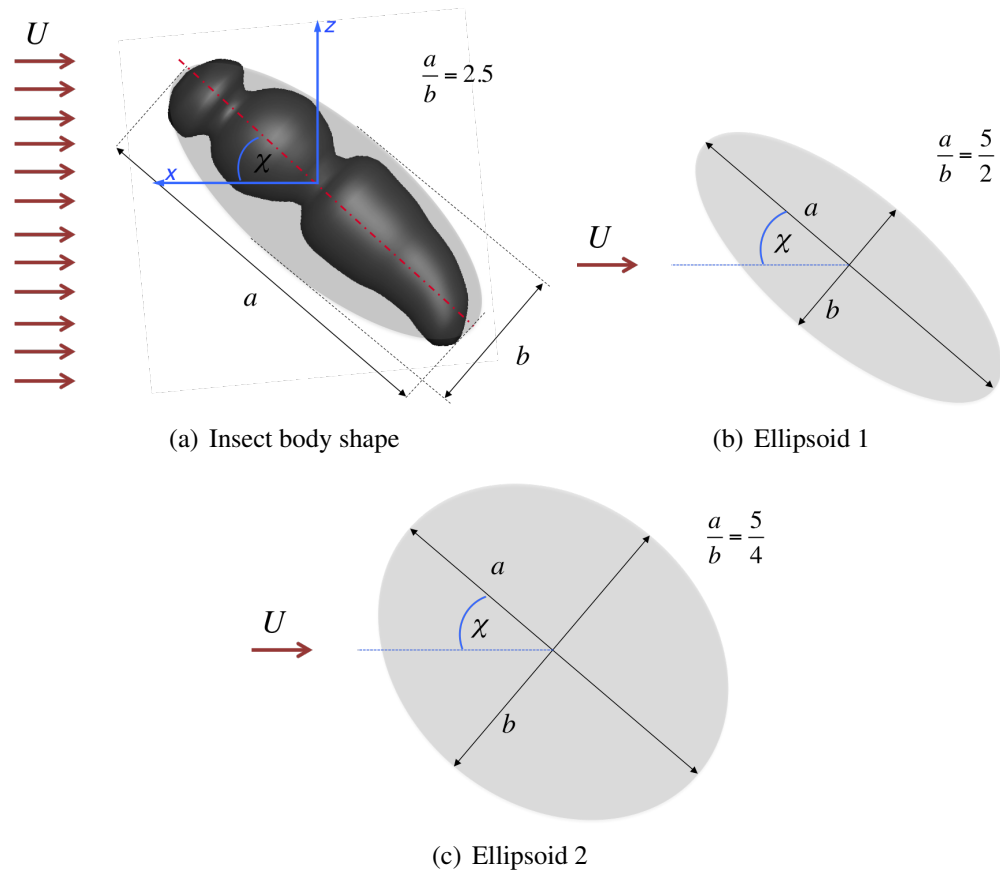 U
z
a/b = 2.5
x
χ
a
b
(a) Insect body shape
a/b = 5/2
U
a
χ
b
(b) Ellipsoid 1
a/b = 5/4
U
a
χ
b
(c) Ellipsoid 2